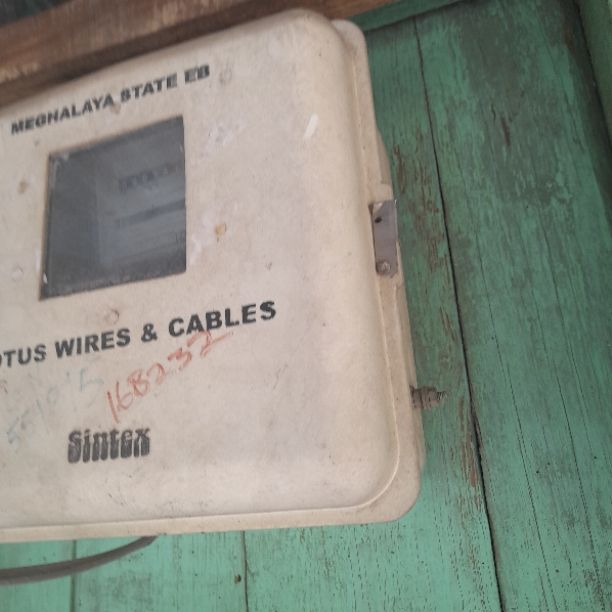 MEGHALAYA STATE EB
OTUS WIRES & CABLES
168232
Sintex